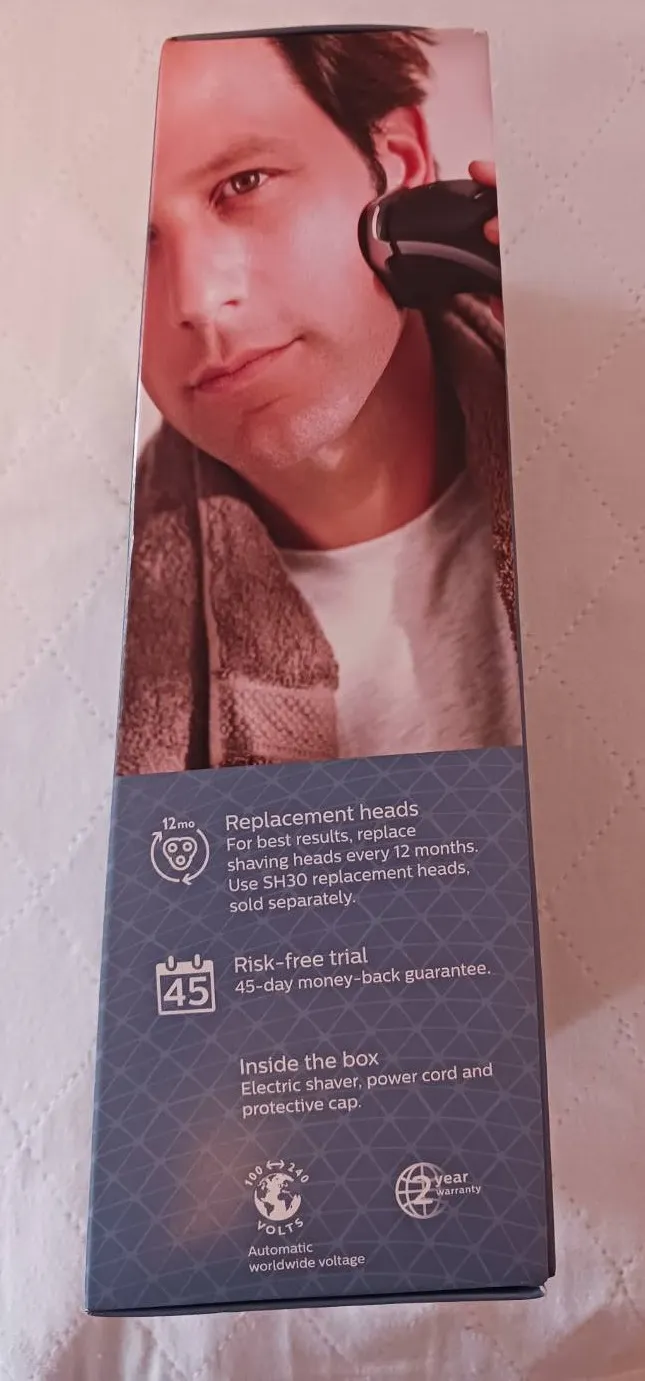 12mo
Replacement heads
For best results, replace
shaving heads every 12 months.
Use SH30 replacement heads,
sold separately.
45
Risk-free trial
45-day money-back guarantee.
Inside the box
Electric shaver, power cord and
protective cap.
100 ↔ 240
VOLTS
Automatic
worldwide voltage
2 year
warranty